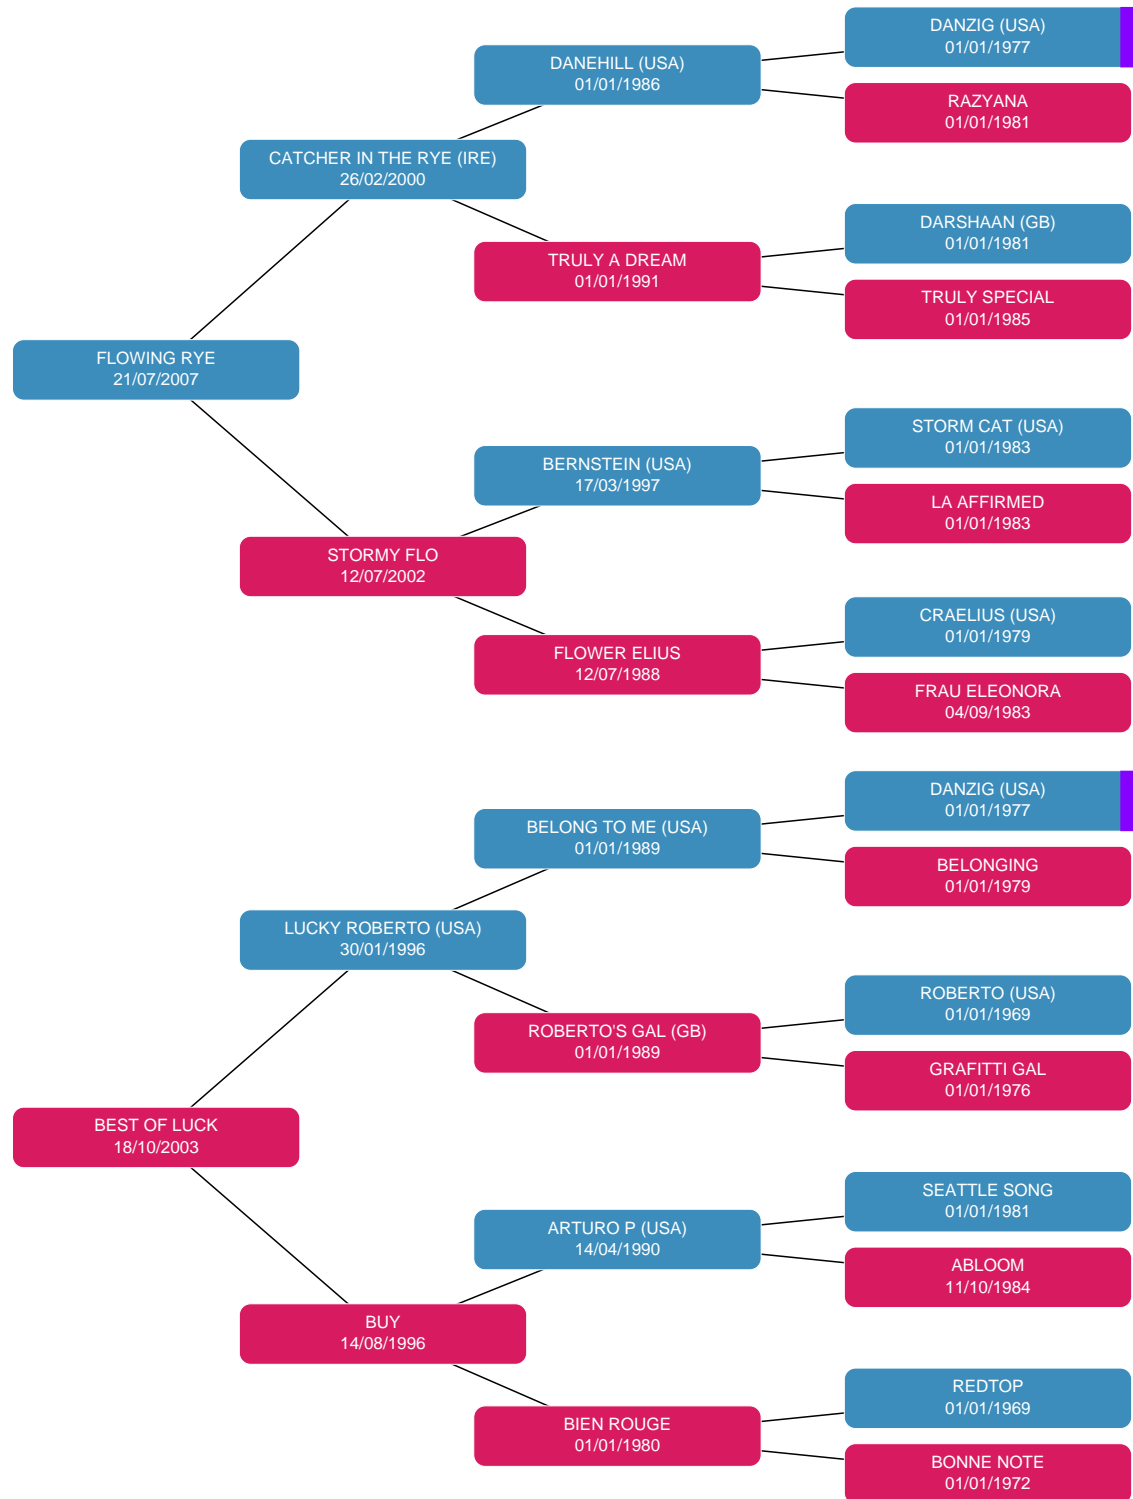 DANZIG (USA)
01/01/1977
DANEHILL (USA)
01/01/1986
RAZYANA
01/01/1981
CATCHER IN THE RYE (IRE)
26/02/2000
DARSHAAN (GB)
01/01/1981
TRULY A DREAM
01/01/1991
TRULY SPECIAL
01/01/1985
FLOWING RYE
21/07/2007
STORM CAT (USA)
01/01/1983
BERNSTEIN (USA)
17/03/1997
LA AFFIRMED
01/01/1983
STORMY FLO
12/07/2002
CRAELIUS (USA)
01/01/1979
FLOWER ELIUS
12/07/1988
FRAU ELEONORA
04/09/1983
DANZIG (USA)
01/01/1977
BELONG TO ME (USA)
01/01/1989
BELONGING
01/01/1979
LUCKY ROBERTO (USA)
30/01/1996
ROBERTO (USA)
01/01/1969
ROBERTO'S GAL (GB)
01/01/1989
GRAFITTI GAL
01/01/1976
BEST OF LUCK
18/10/2003
SEATTLE SONG
01/01/1981
ARTURO P (USA)
14/04/1990
ABLOOM
11/10/1984
BUY
14/08/1996
REDTOP
01/01/1969
BIEN ROUGE
01/01/1980
BONNE NOTE
01/01/1972